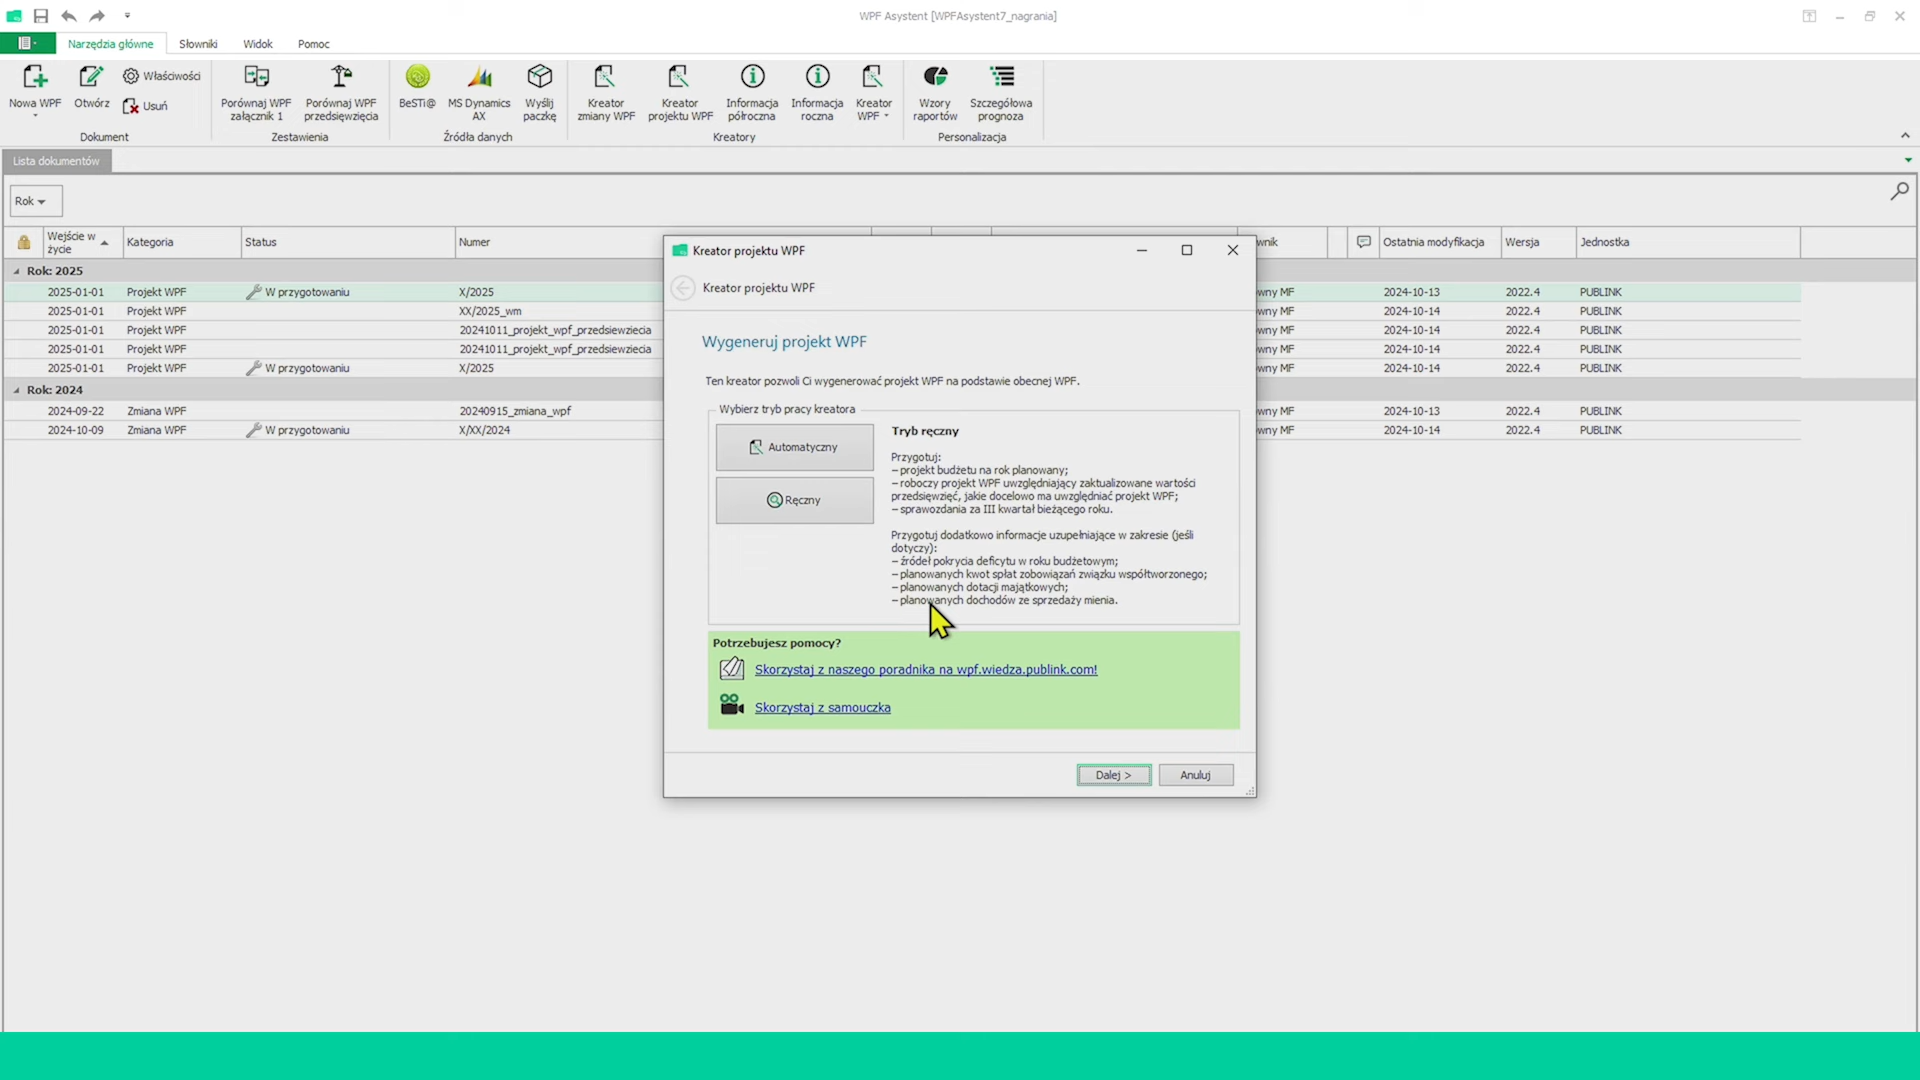 WPF Asystent [WPFAsystent7_nagrania]
Narzędzia główne Słowniki Widok Pomoc
Nowa WPF
Otwórz
Właściwości
Usuń
Dokument
Porównaj WPF
załącznik 1
Porównaj WPF
przedsięwzięcia
Zestawienia
BeSTi@
MS Dynamics
AX
Wyślij
paczkę
Źródła danych
Kreator
zmiany WPF
Kreator
projektu WPF
Informacja
półroczna
Informacja
roczna
Kreator
WPF
Kreatory
Wzory
raportów
Szczegółowa
prognoza
Personalizacja
Lista dokumentów
Rok
Wejście w
życie
Kategoria Status Numer wnik Ostatnia modyfikacja Wersja Jednostka
Rok: 2025
2025-01-01 Projekt WPF W przygotowaniu X/2025 owny MF 2024-10-13 2022.4 PUBLINK
2025-01-01 Projekt WPF XX/2025_wm owny MF 2024-10-14 2022.4 PUBLINK
2025-01-01 Projekt WPF 20241011_projekt_wpf_przedsiewziecia owny MF 2024-10-14 2022.4 PUBLINK
2025-01-01 Projekt WPF 20241011_projekt_wpf_przedsiewziecia owny MF 2024-10-14 2022.4 PUBLINK
2025-01-01 Projekt WPF W przygotowaniu X/2025 owny MF 2024-10-14 2022.4 PUBLINK
Rok: 2024
2024-09-22 Zmiana WPF 20240915_zmiana_wpf owny MF 2024-10-13 2022.4 PUBLINK
2024-10-09 Zmiana WPF W przygotowaniu X/XX/2024 owny MF 2024-10-14 2022.4 PUBLINK
Kreator projektu WPF
Kreator projektu WPF
Wygeneruj projekt WPF
Ten kreator pozwoli Ci wygenerować projekt WPF na podstawie obecnej WPF.
Wybierz tryb pracy kreatora
Automatyczny
Ręczny
Tryb ręczny
Przygotuj:
– projekt budżetu na rok planowany;
– roboczy projekt WPF uwzględniający zaktualizowane wartości
przedsięwzięć, jakie docelowo ma uwzględniać projekt WPF;
– sprawozdania za III kwartał bieżącego roku.
Przygotuj dodatkowo informacje uzupełniające w zakresie (jeśli
dotyczy):
– źródeł pokrycia deficytu w roku budżetowym;
– planowanych kwot spłat zobowiązań związku współtworzonego;
– planowanych dotacji majątkowych;
– planowanych dochodów ze sprzedaży mienia.
Potrzebujesz pomocy?
Skorzystaj z naszego poradnika na wpf.wiedza.publink.com!
Skorzystaj z samouczka
Dalej >
Anuluj